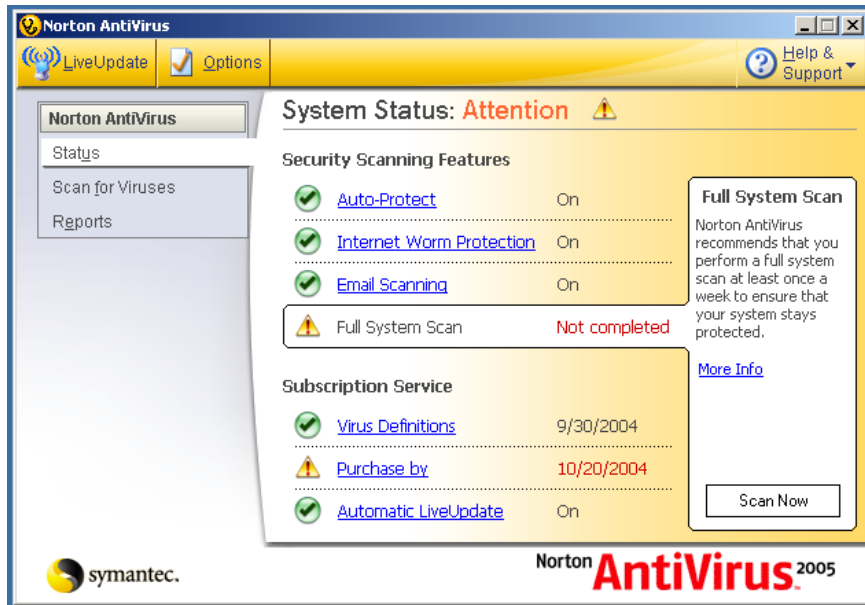 Norton AntiVirus
LiveUpdate
Options
Help &
Support
Norton AntiVirus
Status
Scan for Viruses
Reports
System Status: Attention
Security Scanning Features
Auto-Protect On
Internet Worm Protection On
Email Scanning On
Full System Scan Not completed
Subscription Service
Virus Definitions 9/30/2004
Purchase by 10/20/2004
Automatic LiveUpdate On
Full System Scan
Norton AntiVirus
recommends that you
perform a full system
scan at least once a
week to ensure that
your system stays
protected.
More Info
Scan Now
symantec.
Norton AntiVirus 2005